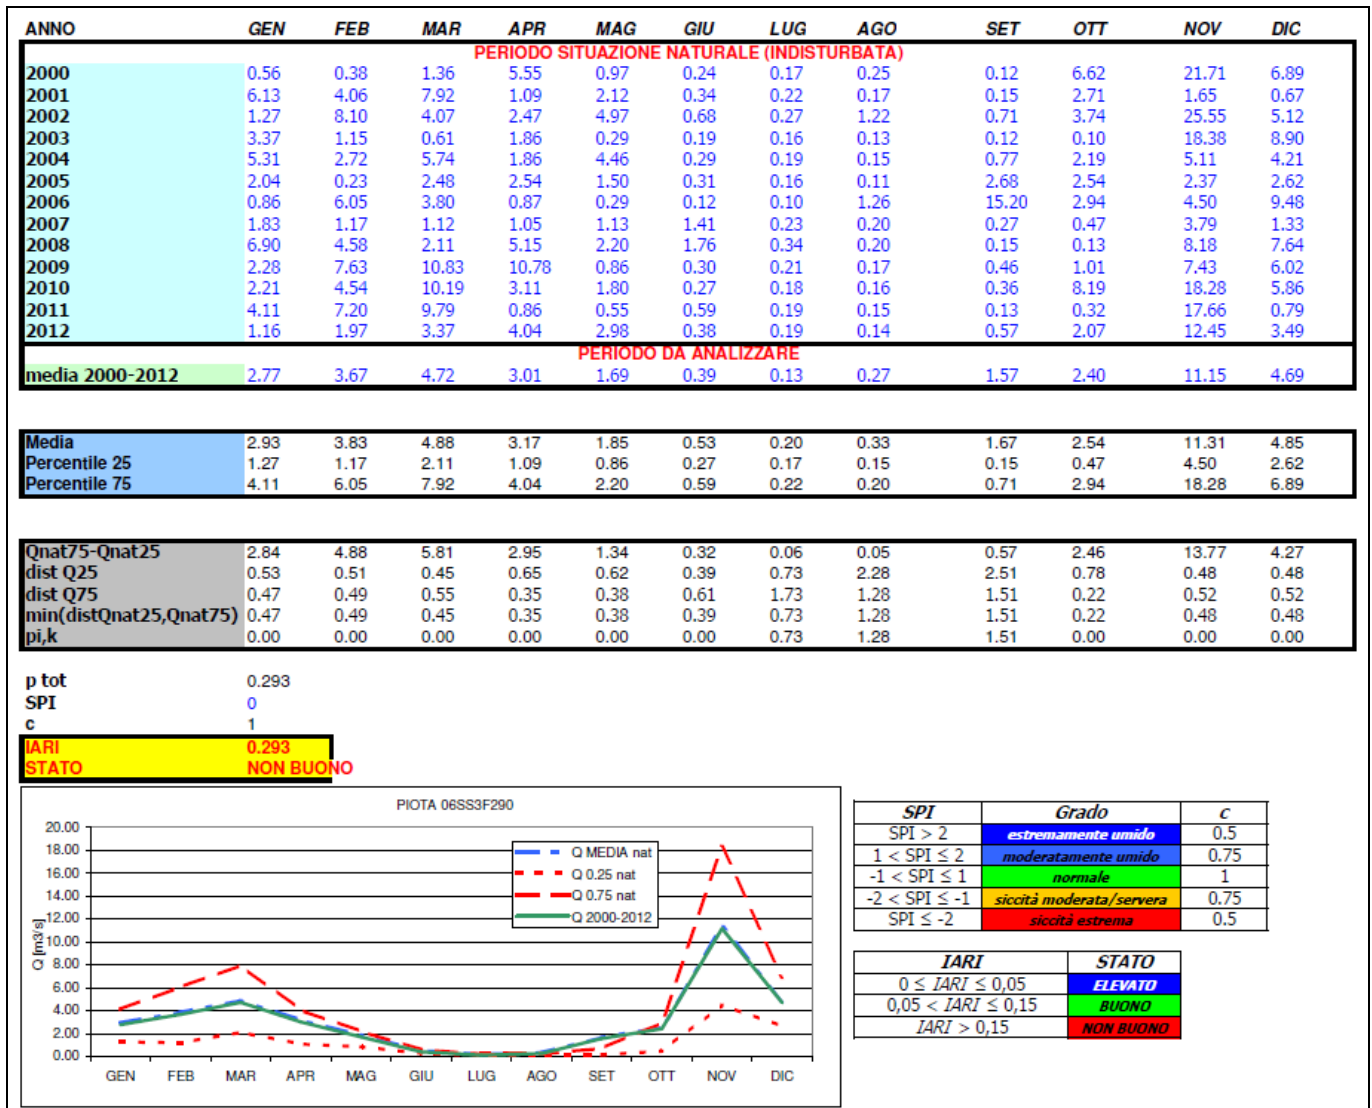 ANNO GEN FEB MAR APR MAG GIU LUG AGO SET OTT NOV DIC
PERIODO SITUAZIONE NATURALE (INDISTURBATA)
2000 0.56 0.38 1.36 5.55 0.97 0.24 0.17 0.25 0.12 6.62 21.71 6.89
2001 6.13 4.06 7.92 1.09 2.12 0.34 0.22 0.17 0.15 2.71 1.65 0.67
2002 1.27 8.10 4.07 2.47 4.97 0.68 0.27 1.22 0.71 3.74 25.55 5.12
2003 3.37 1.15 0.61 1.86 0.29 0.19 0.16 0.13 0.12 0.10 18.38 8.90
2004 5.31 2.72 5.74 1.86 4.46 0.29 0.19 0.15 0.77 2.19 5.11 4.21
2005 2.04 0.23 2.48 2.54 1.50 0.31 0.16 0.11 2.68 2.54 2.37 2.62
2006 0.86 6.05 3.80 0.87 0.29 0.12 0.10 1.26 15.20 2.94 4.50 9.48
2007 1.83 1.17 1.12 1.05 1.13 1.41 0.23 0.20 0.27 0.47 3.79 1.33
2008 6.90 4.58 2.11 5.15 2.20 1.76 0.34 0.20 0.15 0.13 8.18 7.64
2009 2.28 7.63 10.83 10.78 0.86 0.30 0.21 0.17 0.46 1.01 7.43 6.02
2010 2.21 4.54 10.19 3.11 1.80 0.27 0.18 0.16 0.36 8.19 18.28 5.86
2011 4.11 7.20 9.79 0.86 0.55 0.59 0.19 0.15 0.13 0.32 17.66 0.79
2012 1.16 1.97 3.37 4.04 2.98 0.38 0.19 0.14 0.57 2.07 12.45 3.49
PERIODO DA ANALIZZARE
media 2000-2012 2.77 3.67 4.72 3.01 1.69 0.39 0.13 0.27 1.57 2.40 11.15 4.69
Media 2.93 3.83 4.88 3.17 1.85 0.53 0.20 0.33 1.67 2.54 11.31 4.85
Percentile 25 1.27 1.17 2.11 1.09 0.86 0.27 0.17 0.15 0.15 0.47 4.50 2.62
Percentile 75 4.11 6.05 7.92 4.04 2.20 0.59 0.22 0.20 0.71 2.94 18.28 6.89
Qnat75-Qnat25 2.84 4.88 5.81 2.95 1.34 0.32 0.06 0.05 0.57 2.46 13.77 4.27
dist Q25 0.53 0.51 0.45 0.65 0.62 0.39 0.73 2.28 2.51 0.78 0.48 0.48
dist Q75 0.47 0.49 0.55 0.35 0.38 0.61 1.73 1.28 1.51 0.22 0.52 0.52
min(distQnat25,Qnat75) 0.47 0.49 0.45 0.35 0.38 0.39 0.73 1.28 1.51 0.22 0.48 0.48
pi,k 0.00 0.00 0.00 0.00 0.00 0.00 0.73 1.28 1.51 0.00 0.00 0.00
p tot 0.293
SPI 0
c 1
IARI 0.293
STATO NON BUONO
PIOTA 06SS3F290
20.00
18.00
16.00
14.00
12.00
10.00
8.00
6.00
4.00
2.00
0.00
Q [m3/s]
Q MEDIA nat
Q 0.25 nat
Q 0.75 nat
Q 2000-2012
GEN FEB MAR APR MAG GIU LUG AGO SET OTT NOV DIC
SPI Grado c
SPI > 2 estremamente umido 0.5
1 < SPI ≤ 2 moderatamente umido 0.75
-1 < SPI ≤ 1 normale 1
-2 < SPI ≤ -1 siccità moderata/servera 0.75
SPI ≤ -2 siccità estrema 0.5
IARI STATO
0 ≤ IARI ≤ 0,05 ELEVATO
0,05 < IARI ≤ 0,15 BUONO
IARI > 0,15 NON BUONO